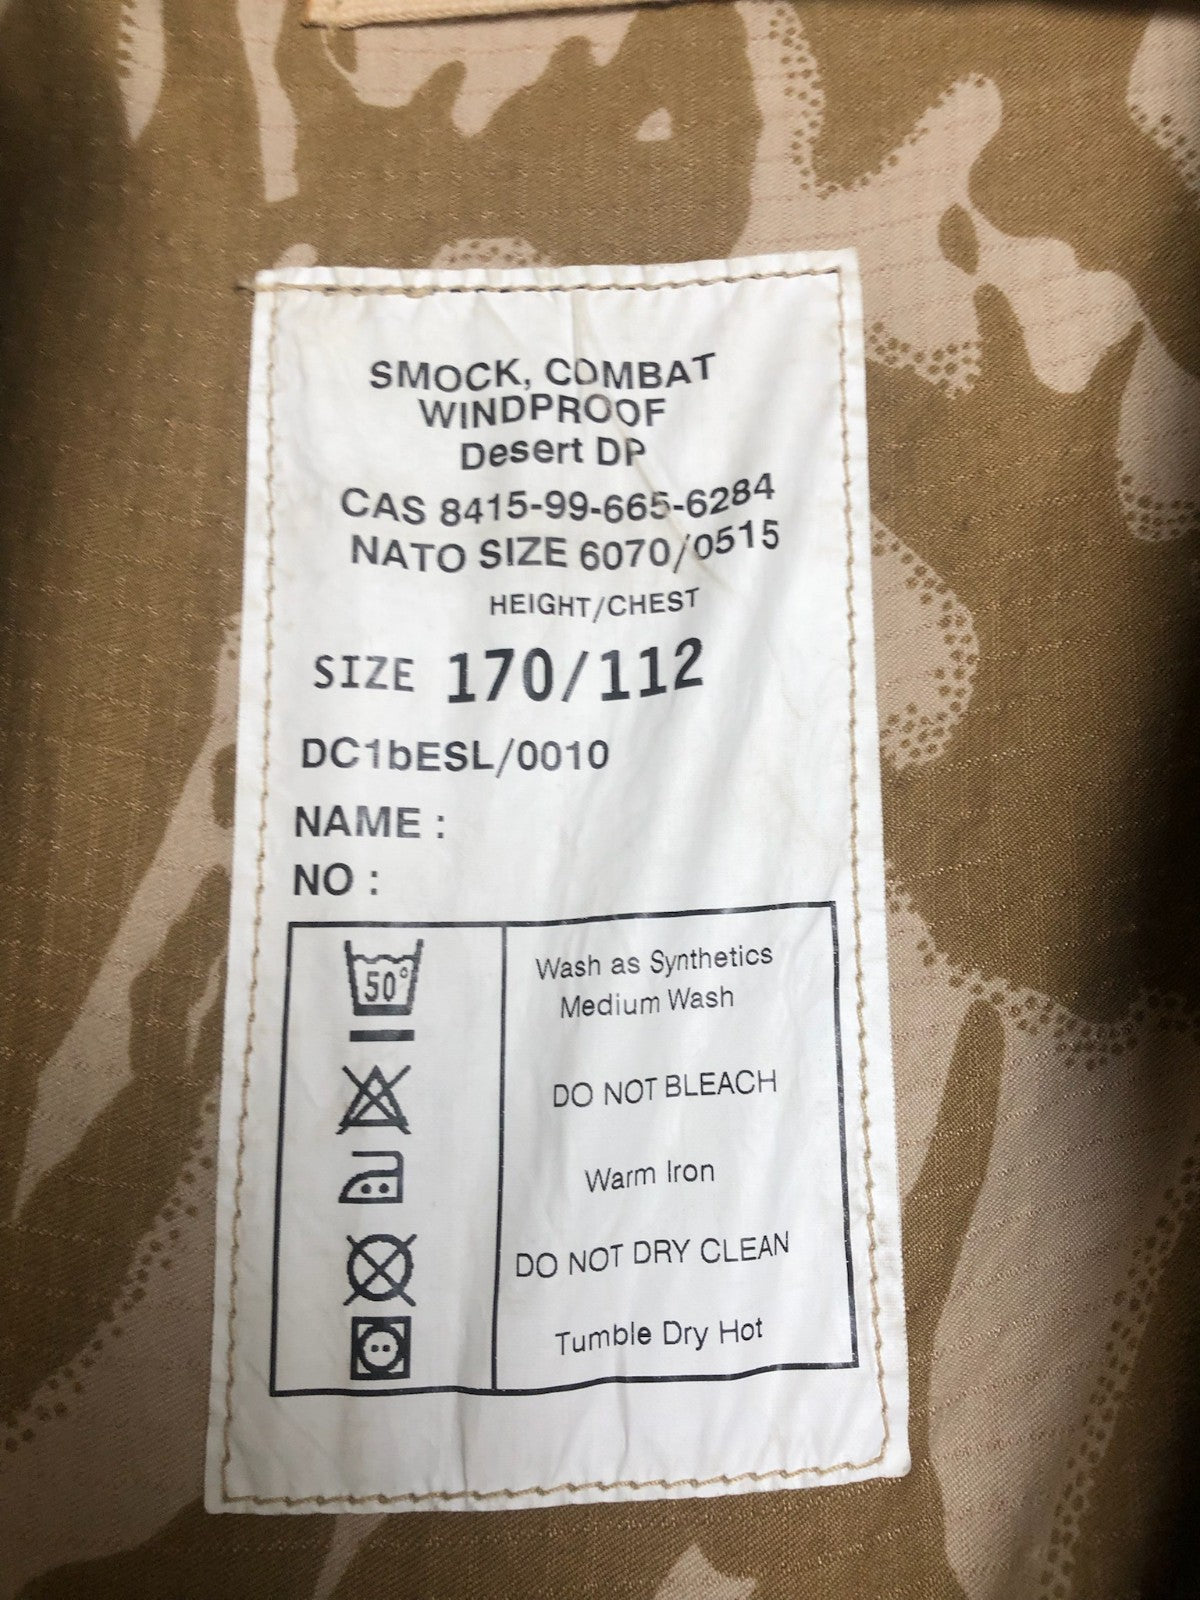 SMOCK, COMBAT
WINDPROOF
Desert DP
CAS 8415-99-665-6284
NATO SIZE 6070/0515
HEIGHT/CHEST
SIZE 170/112
DC1bESL/0010
NAME :
NO :
50°
Wash as Synthetics
Medium Wash
DO NOT BLEACH
Warm Iron
DO NOT DRY CLEAN
Tumble Dry Hot